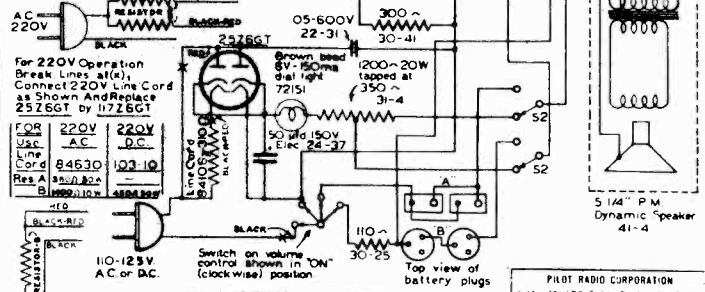 A C
220V
RESISTOR
BLACK-RED
BLACK
RED
25Z6GT
05-600V
22-31
300~
30-41
For 220V Operation
Break Lines at(x),
Connect 220V Line Cord
as Shown And Replace
25Z6GT by 117Z6GT
Brown bead
6V-150ma
dial light
72151
1200~20W
tapped at
350~
31-4
S2
S2
50 Mfd 150V
Elec. 24-37
FOR 220V 220V
Use A.C. D.C.
Line
Cord 84630 103-10
Res A
B
Line Cord
BLACK-RED
RED
BLACK-RED
BLACK
RESISTOR-B
110-125V.
A.C. or D.C.
BLACK
Switch on volume
control shown in "ON"
(clockwise) position.
110~
30-25
"A"
"B"
Top view of
battery plugs
5 1/4" P.M.
Dynamic Speaker
41-4
PILOT RADIO CORPORATION